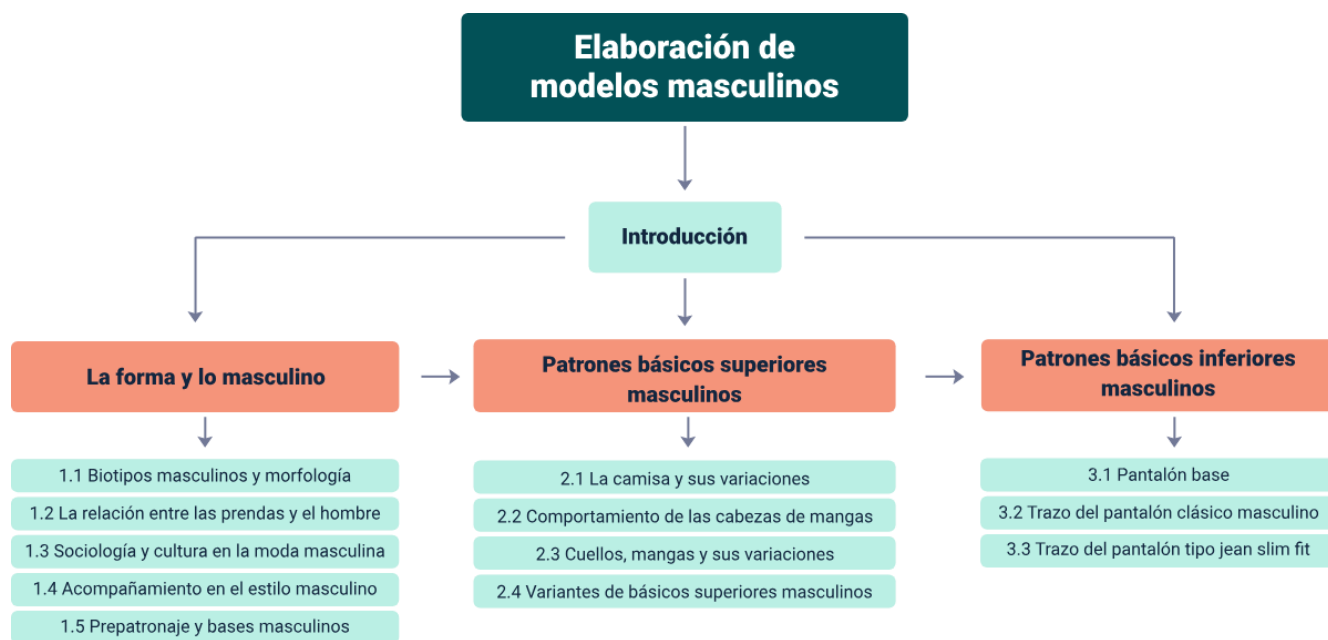 Elaboración de
modelos masculinos
Introducción
La forma y lo masculino
Patrones básicos superiores
masculinos
Patrones básicos inferiores
masculinos
1.1 Biotipos masculinos y morfología
1.2 La relación entre las prendas y el hombre
1.3 Sociología y cultura en la moda masculina
1.4 Acompañamiento en el estilo masculino
1.5 Prepatronaje y bases masculinos
2.1 La camisa y sus variaciones
2.2 Comportamiento de las cabezas de mangas
2.3 Cuellos, mangas y sus variaciones
2.4 Variantes de básicos superiores masculinos
3.1 Pantalón base
3.2 Trazo del pantalón clásico masculino
3.3 Trazo del pantalón tipo jean slim fit